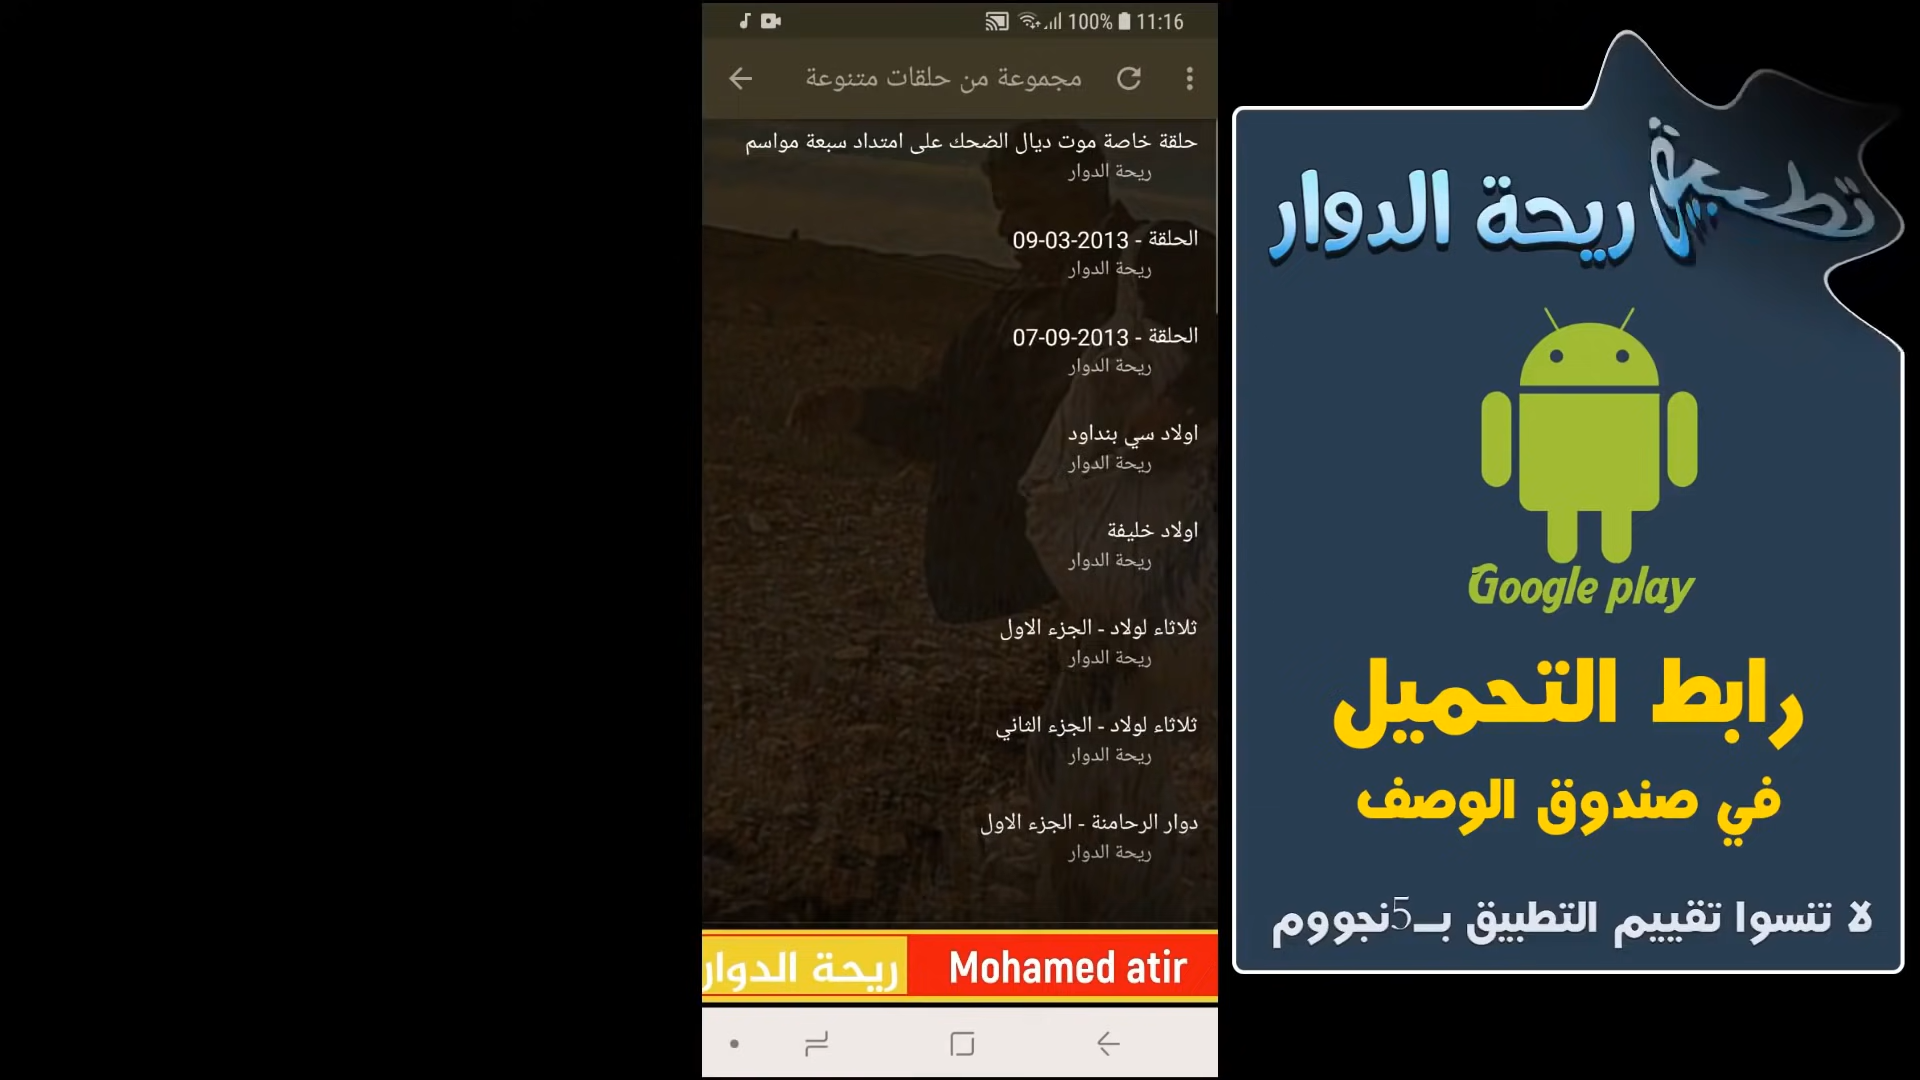 100% 11:16
مجموعة من حلقات متنوعة
حلقة خاصة موت ديال الضحك على امتداد سبعة مواسم
ريحة الدوار
الحلقة - 2013-03-09
ريحة الدوار
الحلقة - 2013-09-07
ريحة الدوار
اولاد سي بنداود
ريحة الدوار
اولاد خليفة
ريحة الدوار
ثلاثاء لولاد - الجزء الاول
ريحة الدوار
ثلاثاء لولاد - الجزء الثاني
ريحة الدوار
دوار الرحامنة - الجزء الاول
ريحة الدوار
ريحة الدوار Mohamed atir
تطبيق ريحة الدوار
Google play
رابط التحميل
في صندوق الوصف
لا تنسوا تقييم التطبيق بــ5نجووم